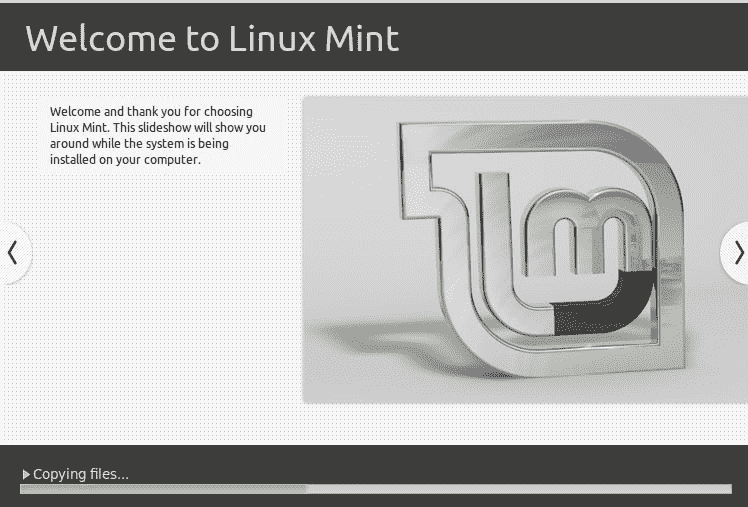 Welcome to Linux Mint
Welcome and thank you for choosing
Linux Mint. This slideshow will show you
around while the system is being
installed on your computer.
lm
Copying files...